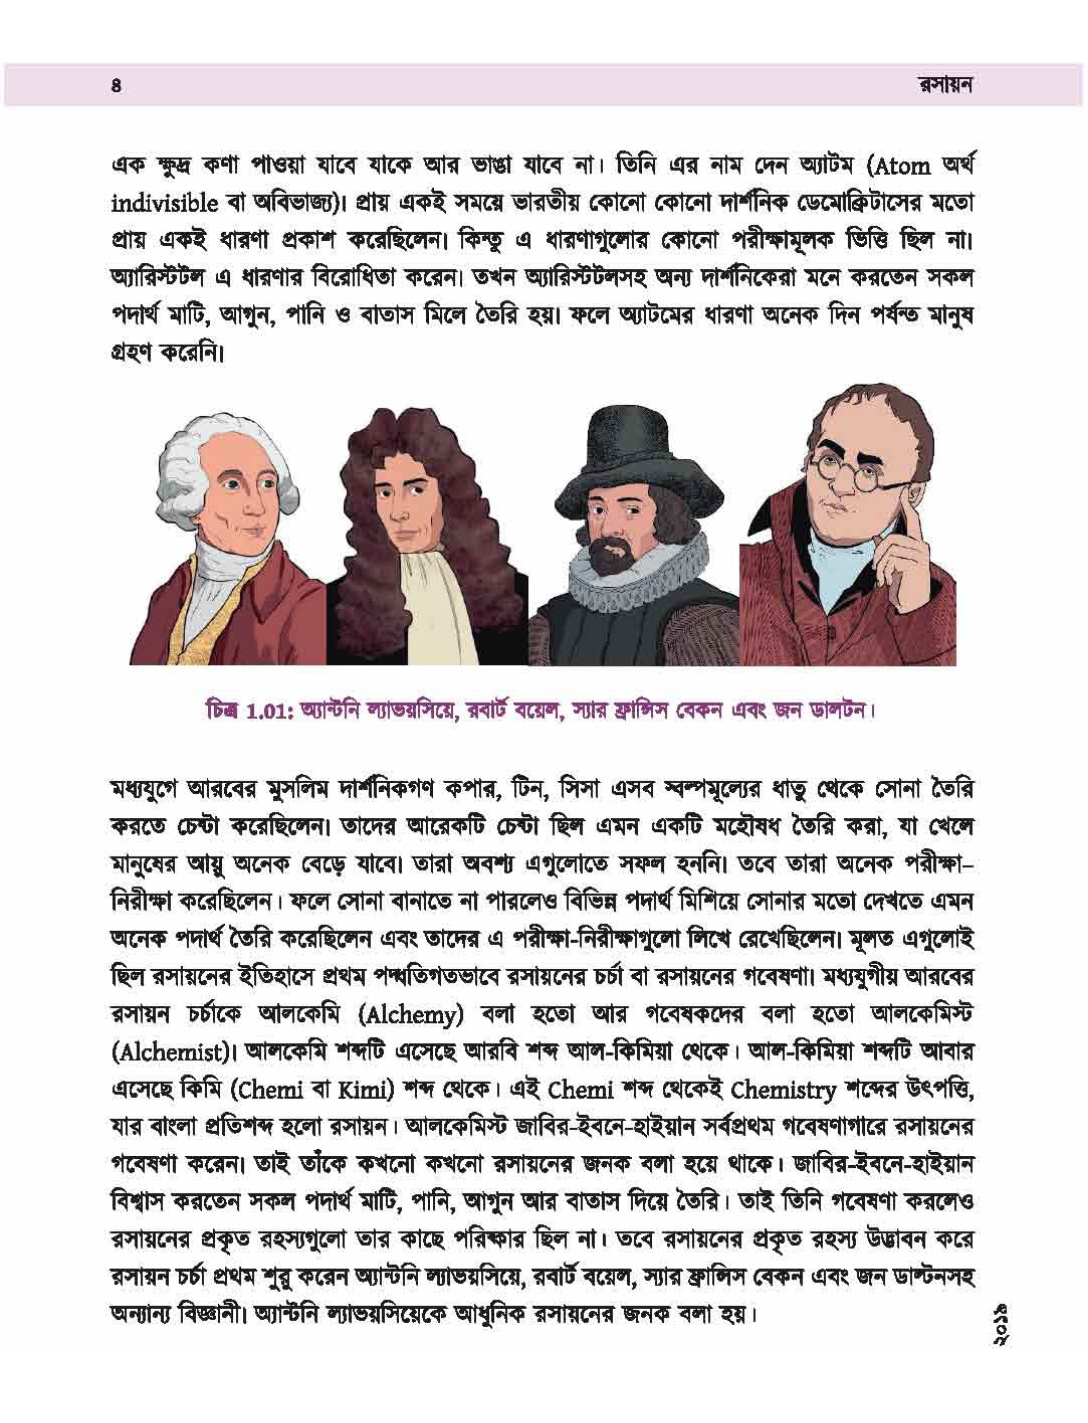 ৪ রসায়ন
এক ক্ষুদ্র কণা পাওয়া যাবে যাকে আর ভাঙা যাবে না। তিনি এর নাম দেন অ্যাটম (Atom অর্থ
indivisible বা অবিভাজ্য)। প্রায় একই সময়ে ভারতীয় কোনো কোনো দার্শনিক ডেমোক্রিটাসের মতো
প্রায় একই ধারণা প্রকাশ করেছিলেন। কিন্তু এ ধারণাগুলোর কোনো পরীক্ষামূলক ভিত্তি ছিল না।
অ্যারিস্টটল এ ধারণার বিরোধিতা করেন। তখন অ্যারিস্টটলসহ অন্য দার্শনিকেরা মনে করতেন সকল
পদার্থ মাটি, আগুন, পানি ও বাতাস মিলে তৈরি হয়। ফলে অ্যাটমের ধারণা অনেক দিন পর্যন্ত মানুষ
গ্রহণ করেনি।
চিত্র 1.01: অ্যান্টনি ল্যাভয়সিয়ে, রবার্ট বয়েল, স্যার ফ্রান্সিস বেকন এবং জন ডালটন।
মধ্যযুগে আরবের মুসলিম দার্শনিকগণ কপার, টিন, সিসা এসব স্বল্পমূল্যের ধাতু থেকে সোনা তৈরি
করতে চেষ্টা করেছিলেন। তাদের আরেকটি চেষ্টা ছিল এমন একটি মহৌষধ তৈরি করা, যা খেলে
মানুষের আয়ু অনেক বেড়ে যাবে। তারা অবশ্য এগুলোতে সফল হননি। তবে তারা অনেক পরীক্ষা-
নিরীক্ষা করেছিলেন। ফলে সোনা বানাতে না পারলেও বিভিন্ন পদার্থ মিশিয়ে সোনার মতো দেখতে এমন
অনেক পদার্থ তৈরি করেছিলেন এবং তাদের এ পরীক্ষা-নিরীক্ষাগুলো লিখে রেখেছিলেন। মূলত এগুলোই
ছিল রসায়নের ইতিহাসে প্রথম পদ্ধতিগতভাবে রসায়নের চর্চা বা রসায়নের গবেষণা। মধ্যযুগীয় আরবের
রসায়ন চর্চাকে আলকেমি (Alchemy) বলা হতো আর গবেষকদের বলা হতো আলকেমিস্ট
(Alchemist)। আলকেমি শব্দটি এসেছে আরবি শব্দ আল-কিমিয়া থেকে। আল-কিমিয়া শব্দটি আবার
এসেছে কিমি (Chemi বা Kimi) শব্দ থেকে। এই Chemi শব্দ থেকেই Chemistry শব্দের উৎপত্তি,
যার বাংলা প্রতিশব্দ হলো রসায়ন। আলকেমিস্ট জাবির-ইবনে-হাইয়ান সর্বপ্রথম গবেষণাগারে রসায়নের
গবেষণা করেন। তাই তাঁকে কখনো কখনো রসায়নের জনক বলা হয়ে থাকে। জাবির-ইবনে-হাইয়ান
বিশ্বাস করতেন সকল পদার্থ মাটি, পানি, আগুন আর বাতাস দিয়ে তৈরি। তাই তিনি গবেষণা করলেও
রসায়নের প্রকৃত রহস্যগুলো তার কাছে পরিষ্কার ছিল না। তবে রসায়নের প্রকৃত রহস্য উদ্ভাবন করে
রসায়ন চর্চা প্রথম শুরু করেন অ্যান্টনি ল্যাভয়সিয়ে, রবার্ট বয়েল, স্যার ফ্রান্সিস বেকন এবং জন ডাল্টনসহ
অন্যান্য বিজ্ঞানী। অ্যান্টনি ল্যাভয়সিয়েকে আধুনিক রসায়নের জনক বলা হয়।
২০১৯